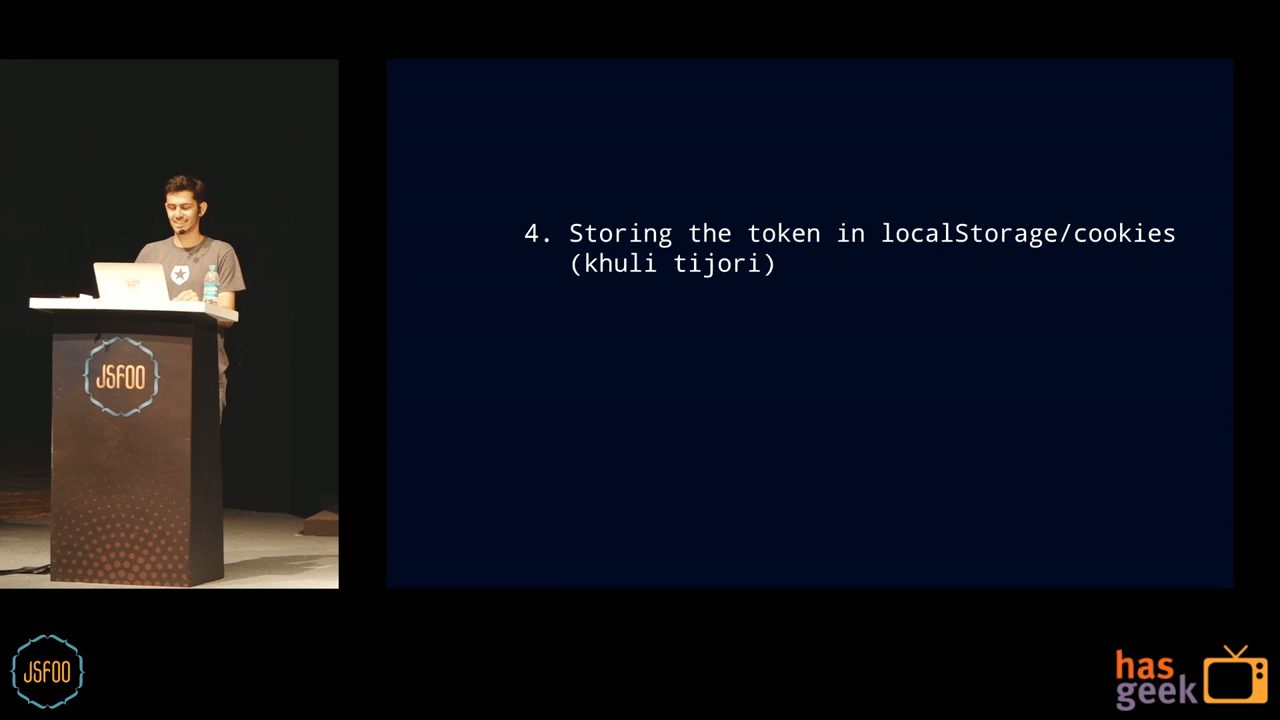 4. Storing the token in localStorage/cookies
(khuli tijori)
JSFOO
JSFOO
has
geek